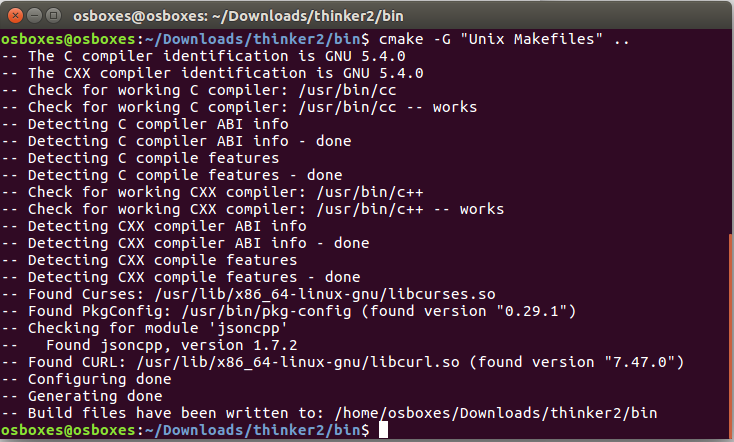 osboxes@osboxes: ~/Downloads/thinker2/bin
osboxes@osboxes:~/Downloads/thinker2/bin$ cmake -G "Unix Makefiles" ..
-- The C compiler identification is GNU 5.4.0
-- The CXX compiler identification is GNU 5.4.0
-- Check for working C compiler: /usr/bin/cc
-- Check for working C compiler: /usr/bin/cc -- works
-- Detecting C compiler ABI info
-- Detecting C compiler ABI info - done
-- Detecting C compile features
-- Detecting C compile features - done
-- Check for working CXX compiler: /usr/bin/c++
-- Check for working CXX compiler: /usr/bin/c++ -- works
-- Detecting CXX compiler ABI info
-- Detecting CXX compiler ABI info - done
-- Detecting CXX compile features
-- Detecting CXX compile features - done
-- Found Curses: /usr/lib/x86_64-linux-gnu/libcurses.so
-- Found PkgConfig: /usr/bin/pkg-config (found version "0.29.1")
-- Checking for module 'jsoncpp'
--   Found jsoncpp, version 1.7.2
-- Found CURL: /usr/lib/x86_64-linux-gnu/libcurl.so (found version "7.47.0")
-- Configuring done
-- Generating done
-- Build files have been written to: /home/osboxes/Downloads/thinker2/bin
osboxes@osboxes:~/Downloads/thinker2/bin$